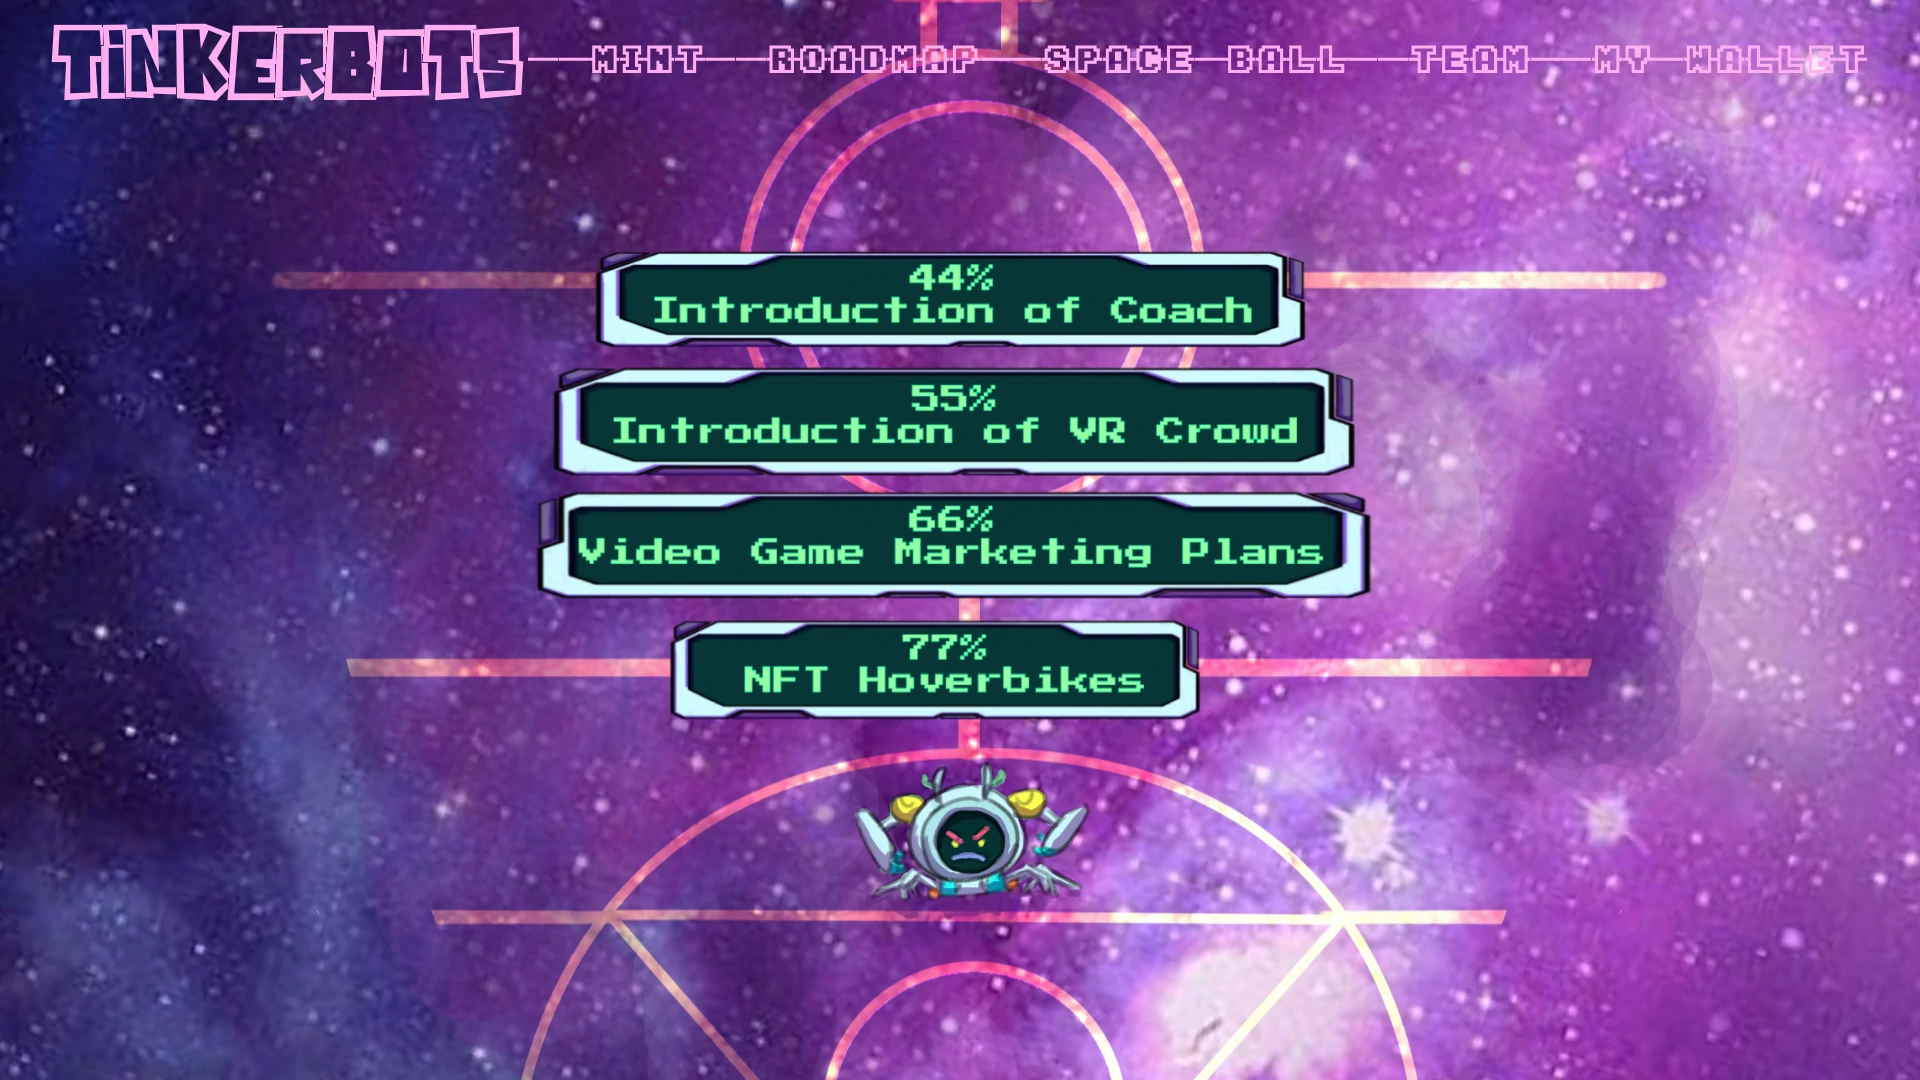 TiNKERBOTS MINT ROADMAP SPACE BALL TEAM MY WALLET
44%
Introduction of Coach
55%
Introduction of VR Crowd
66%
Video Game Marketing Plans
77%
NFT Hoverbikes